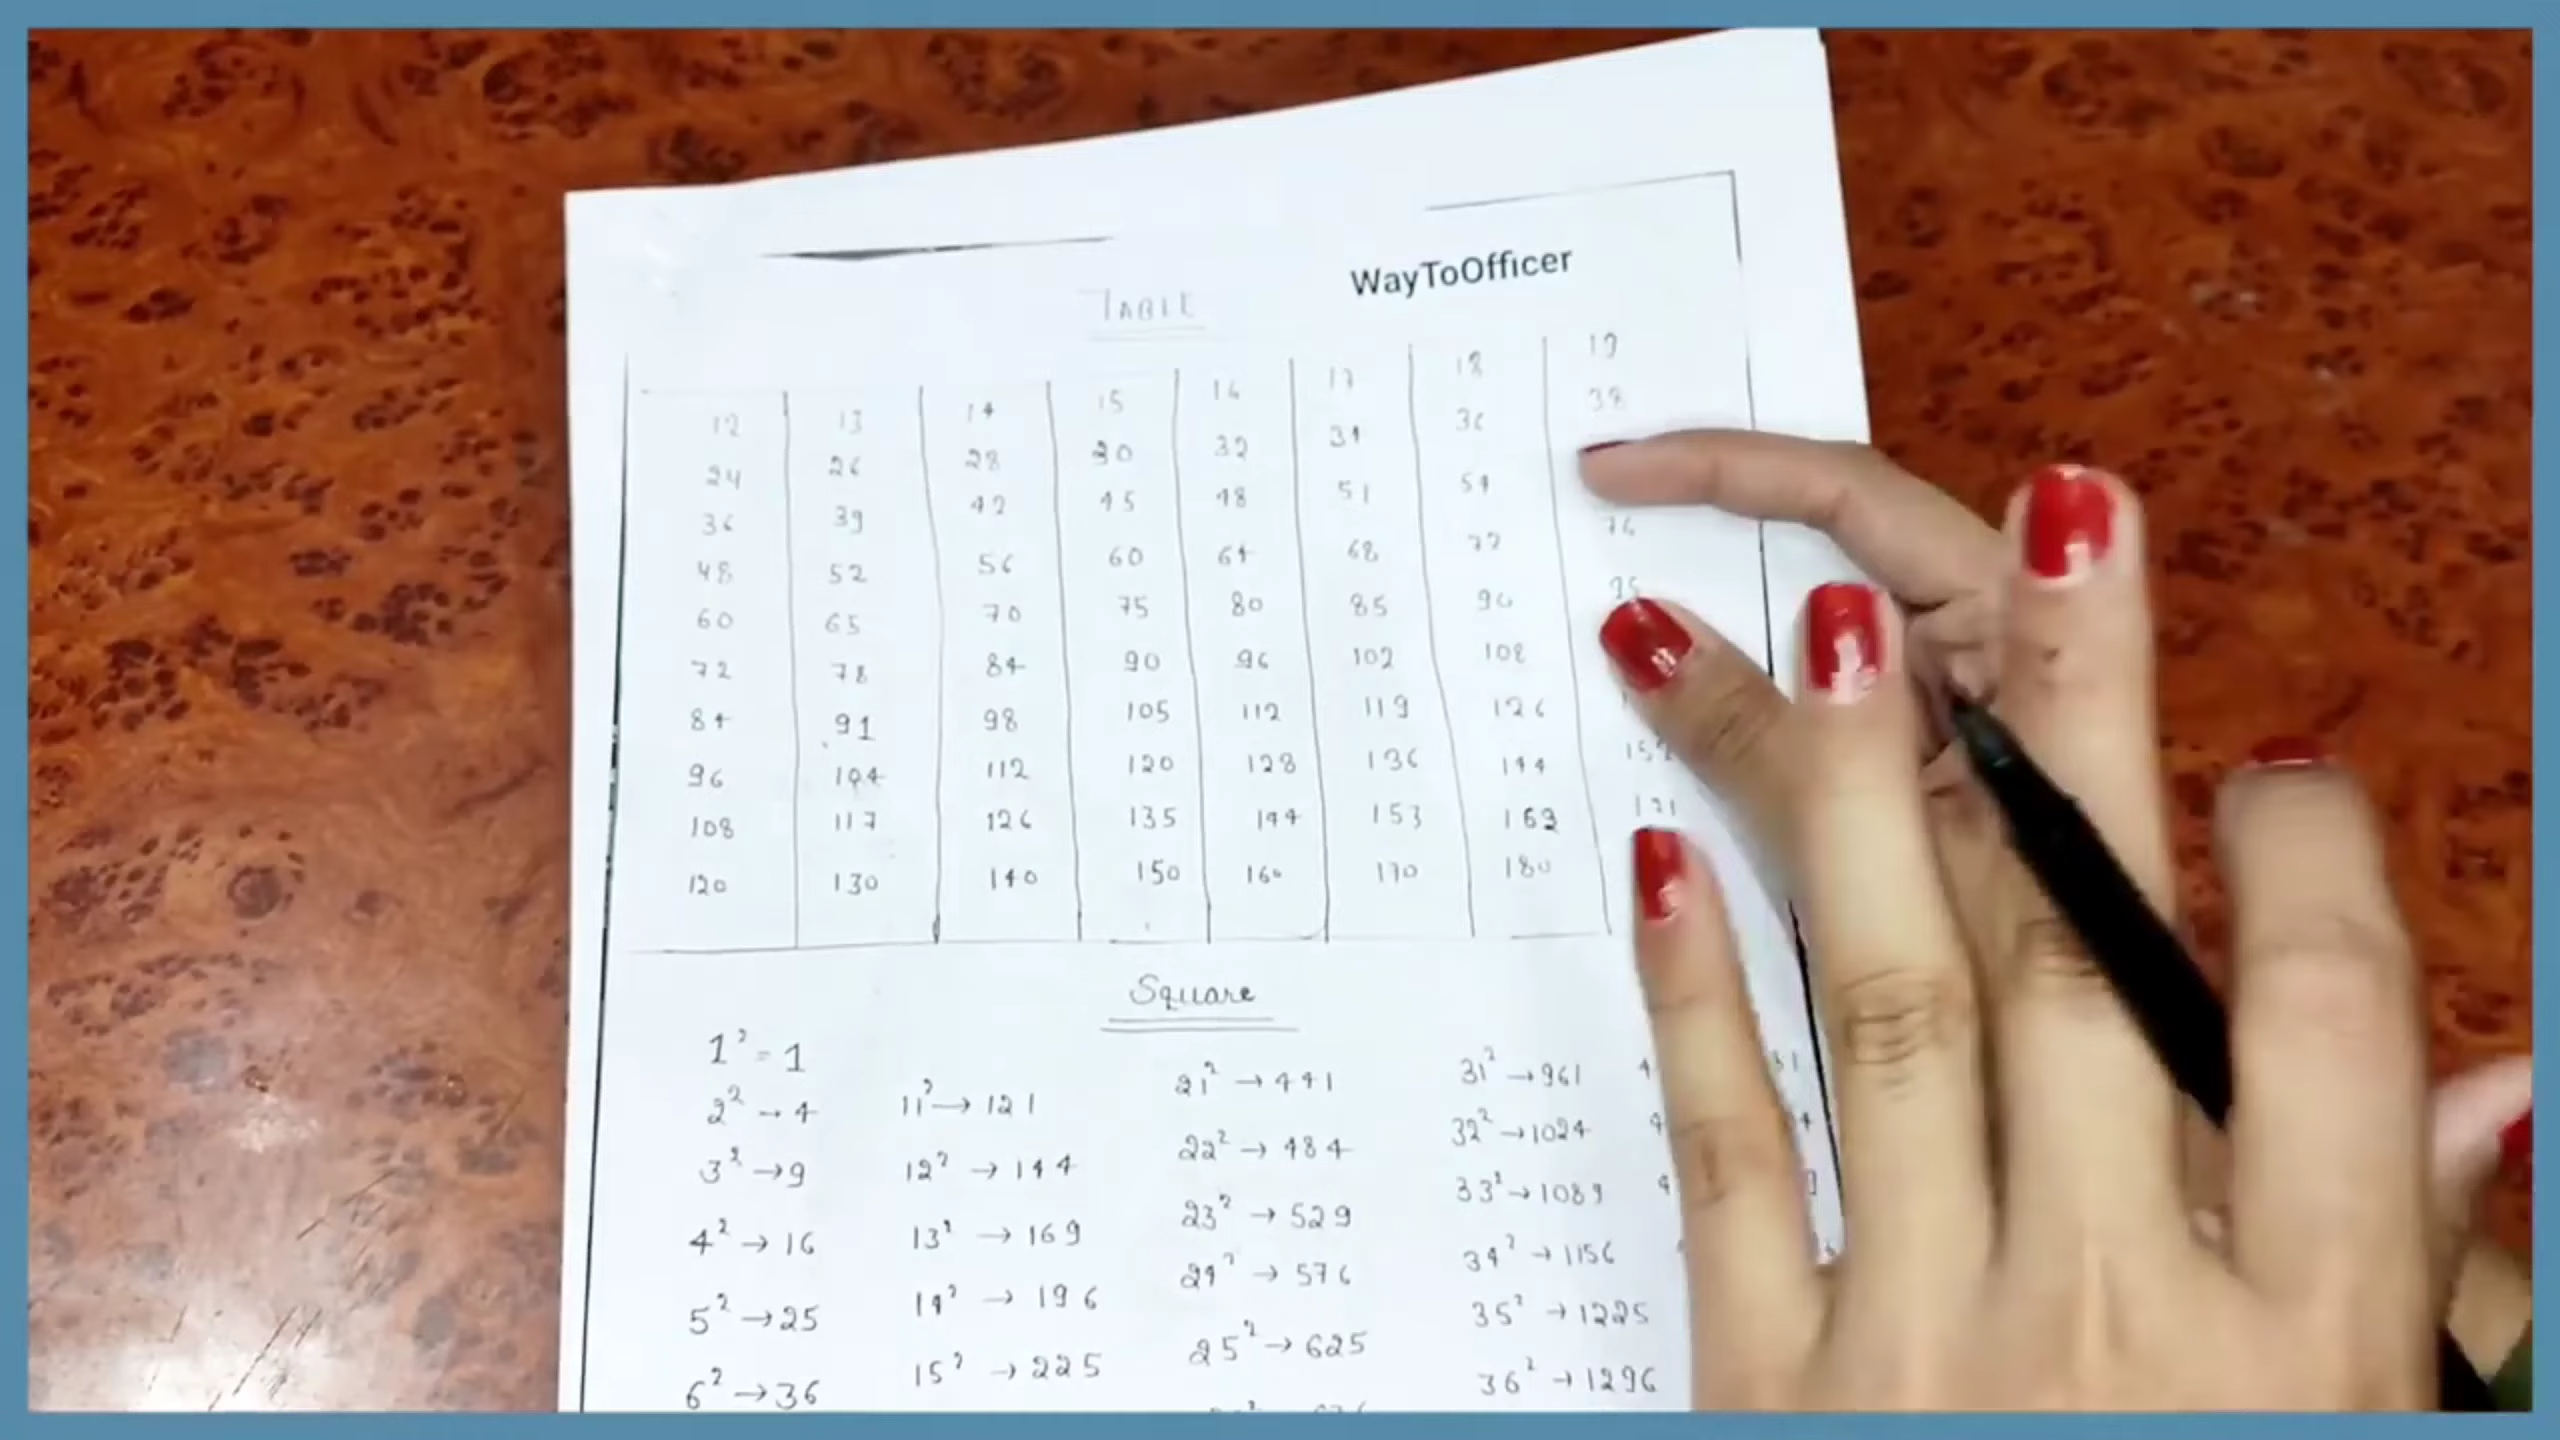 WayToOfficer
TABLE
12 13 14 15 16 17 18 19
24 26 28 30 32 34 36 38
36 39 42 45 48 51 54
48 52 56 60 64 68 72 76
60 65 70 75 80 85 90 95
72 78 84 90 96 102 108
84 91 98 105 112 119 126
96 104 112 120 128 136 144 152
108 117 126 135 144 153 162 171
120 130 140 150 160 170 180
Square
1² = 1
2² → 4 11² → 121 21² → 441 31² → 961
3² → 9 12² → 144 22² → 484 32² → 1024
4² → 16 13² → 169 23² → 529 33² → 1089
5² → 25 14² → 196 24² → 576 34² → 1156
6² → 36 15² → 225 25² → 625 35² → 1225
36² → 1296